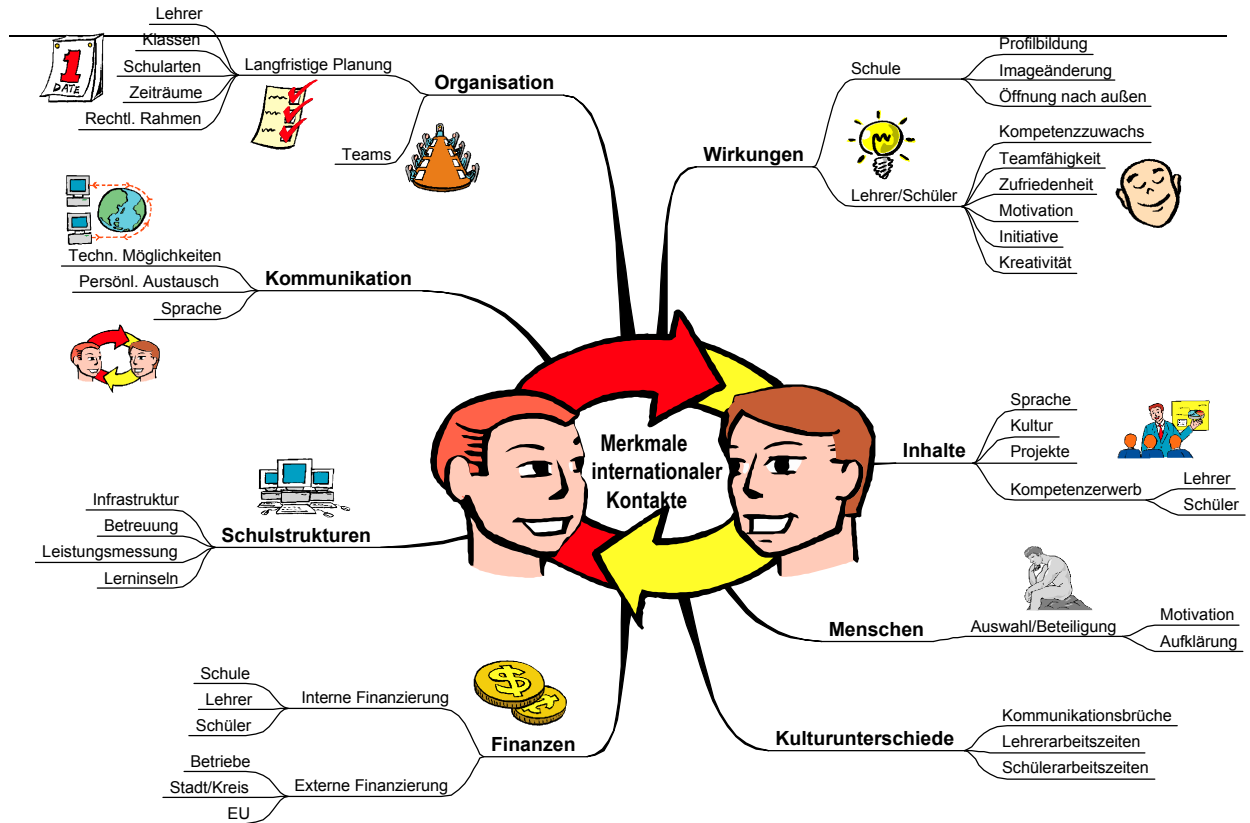 Merkmale
internationaler
Kontakte
Organisation
Langfristige Planung
Lehrer
Klassen
Schularten
Zeiträume
Rechtl. Rahmen
Teams
1
DATE
Kommunikation
Techn. Möglichkeiten
Persönl. Austausch
Sprache
Schulstrukturen
Infrastruktur
Betreuung
Leistungsmessung
Lerninseln
Finanzen
Interne Finanzierung
Schule
Lehrer
Schüler
Externe Finanzierung
Betriebe
Stadt/Kreis
EU
Wirkungen
Schule
Profilbildung
Imageänderung
Öffnung nach außen
Lehrer/Schüler
Kompetenzzuwachs
Teamfähigkeit
Zufriedenheit
Motivation
Initiative
Kreativität
Inhalte
Sprache
Kultur
Projekte
Kompetenzerwerb
Lehrer
Schüler
Menschen
Auswahl/Beteiligung
Motivation
Aufklärung
Kulturunterschiede
Kommunikationsbrüche
Lehrerarbeitszeiten
Schülerarbeitszeiten